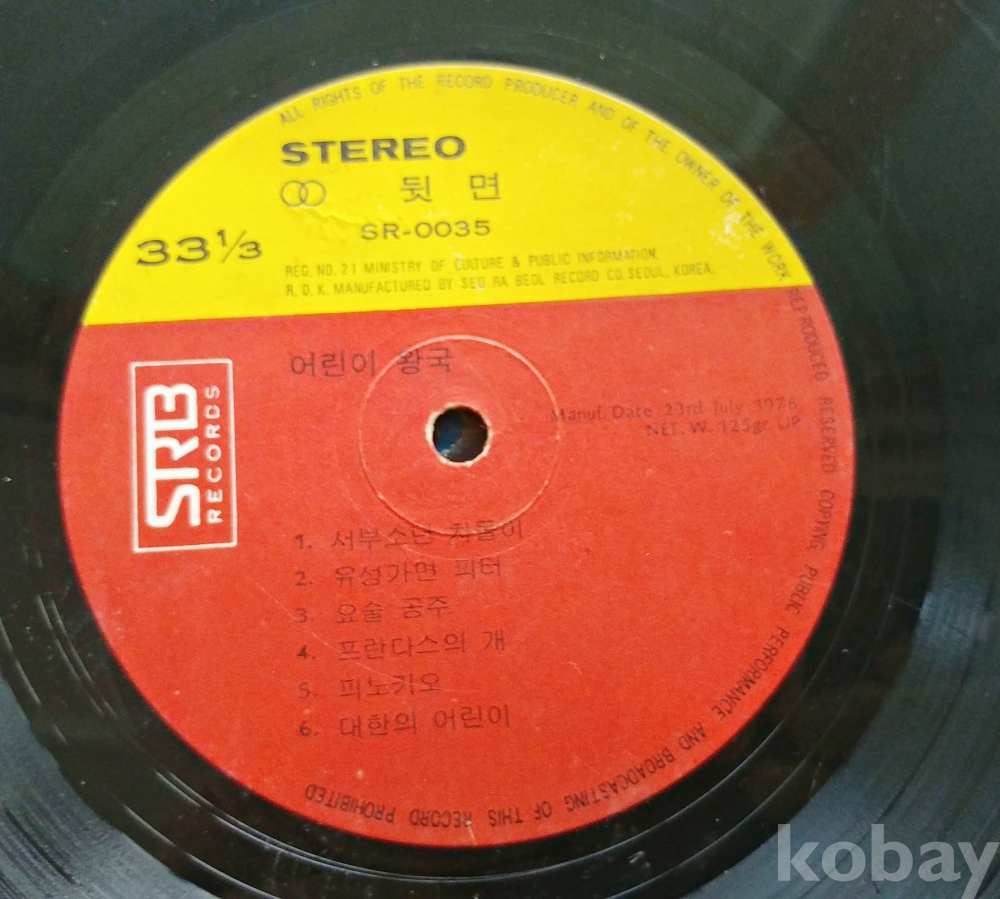 ALL RIGHTS OF THE RECORD PRODUCER AND OF THE OWNER OF THE WORK REPRODUCED RESERVED COPYING, PUBLIC PERFORMANCE AND BROADCASTING OF THIS RECORD PROHIBITED
STEREO
뒷 면
33 1/3
SR-0035
REG. NO. 21 MINISTRY OF CULTURE & PUBLIC INFORMATION,
R, O, K. MANUFACTURED BY SEO RA BEOL RECORD CO, SEOUL, KOREA.
어린이 왕국
SRB
RECORDS
Manuf. Date 23rd July 1976
NET. W. 125gr. UP
1. 서부소년 차돌이
2. 유성가면 피터
3. 요술 공주
4. 프란다스의 개
5. 피노키오
6. 대한의 어린이
kobay